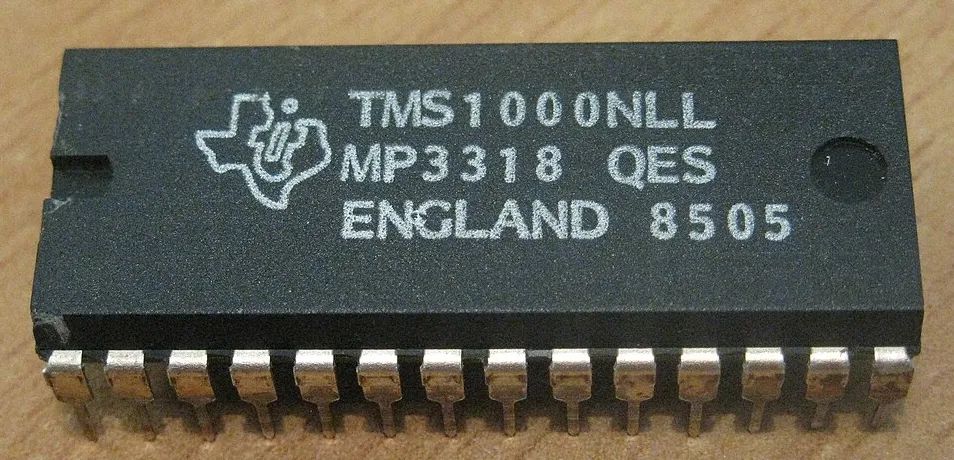 TMS1000NLL
MP3318 QES
ENGLAND 8505